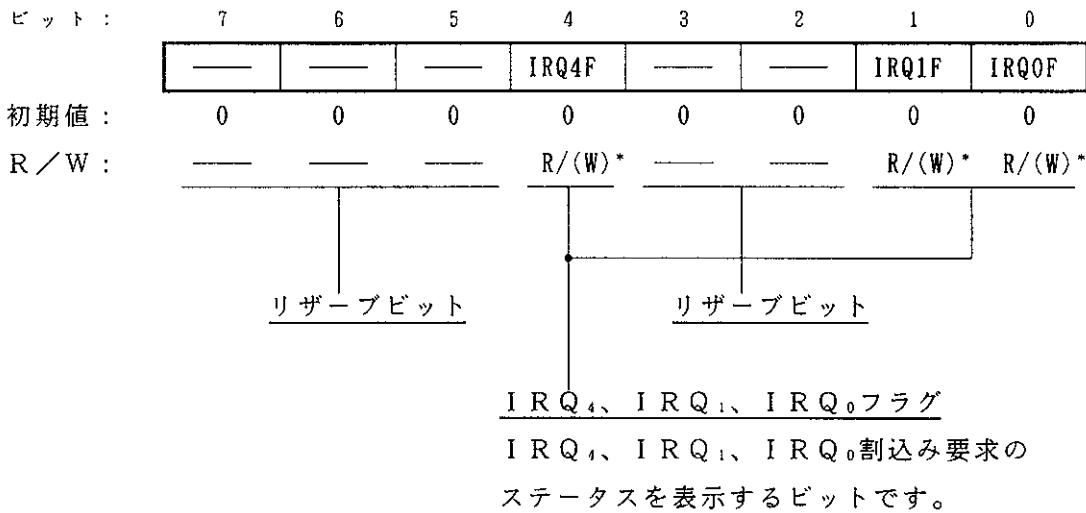 ビット： 7 6 5 4 3 2 1 0
— — — IRQ4F — — IRQ1F IRQ0F
初期値： 0 0 0 0 0 0 0 0
R／W： — — — R/(W)* — — R/(W)* R/(W)*
リザーブビット リザーブビット
ＩＲＱ₄、ＩＲＱ₁、ＩＲＱ₀フラグ
ＩＲＱ₄、ＩＲＱ₁、ＩＲＱ₀割込み要求の
ステータスを表示するビットです。